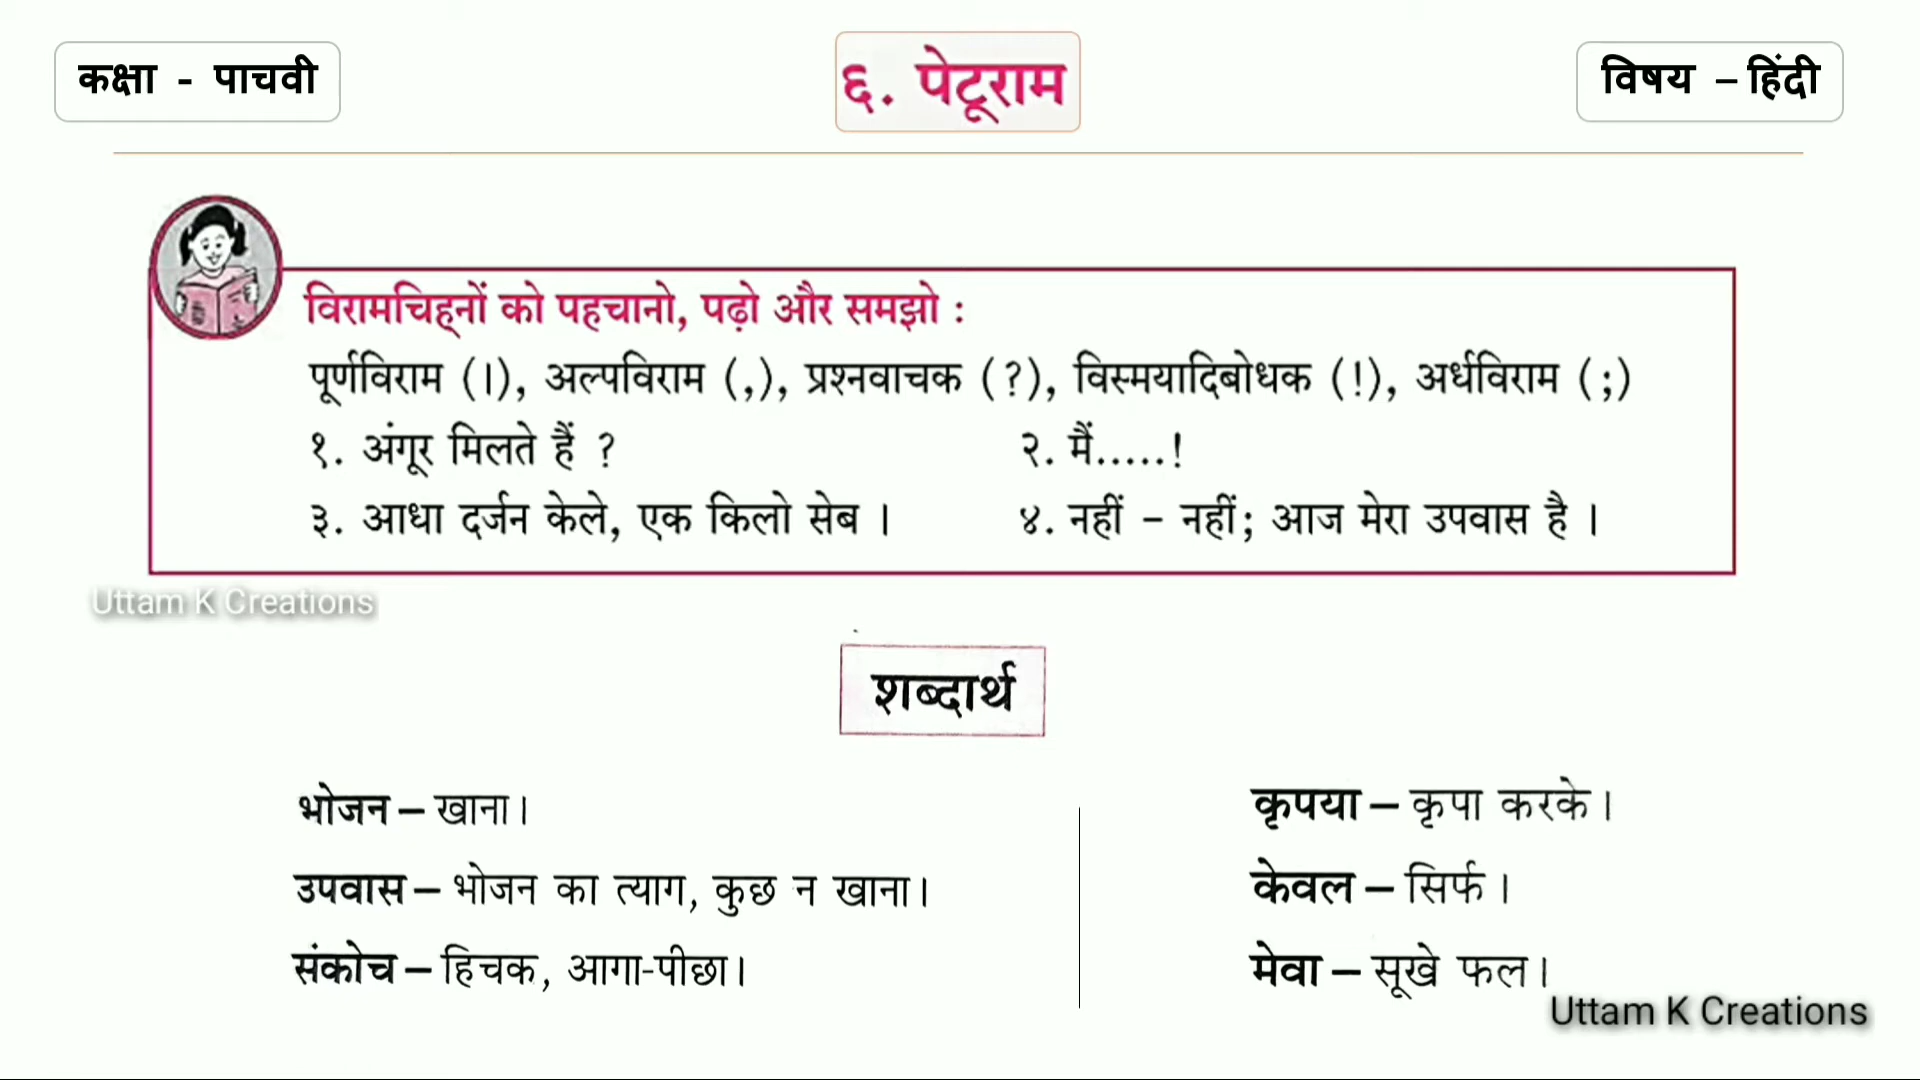 कक्षा - पाचवी
६. पेटूराम
विषय – हिंदी
विरामचिह्नों को पहचानो, पढ़ो और समझो :
पूर्णविराम (।), अल्पविराम (,), प्रश्नवाचक (?), विस्मयादिबोधक (!), अर्धविराम (;)
१. अंगूर मिलते हैं ?
२. मैं.....!
३. आधा दर्जन केले, एक किलो सेब ।
४. नहीं – नहीं; आज मेरा उपवास है ।
Uttam K Creations
शब्दार्थ
भोजन – खाना।
उपवास – भोजन का त्याग, कुछ न खाना।
संकोच – हिचक, आगा-पीछा।
कृपया – कृपा करके।
केवल – सिर्फ।
मेवा – सूखे फल।
Uttam K Creations